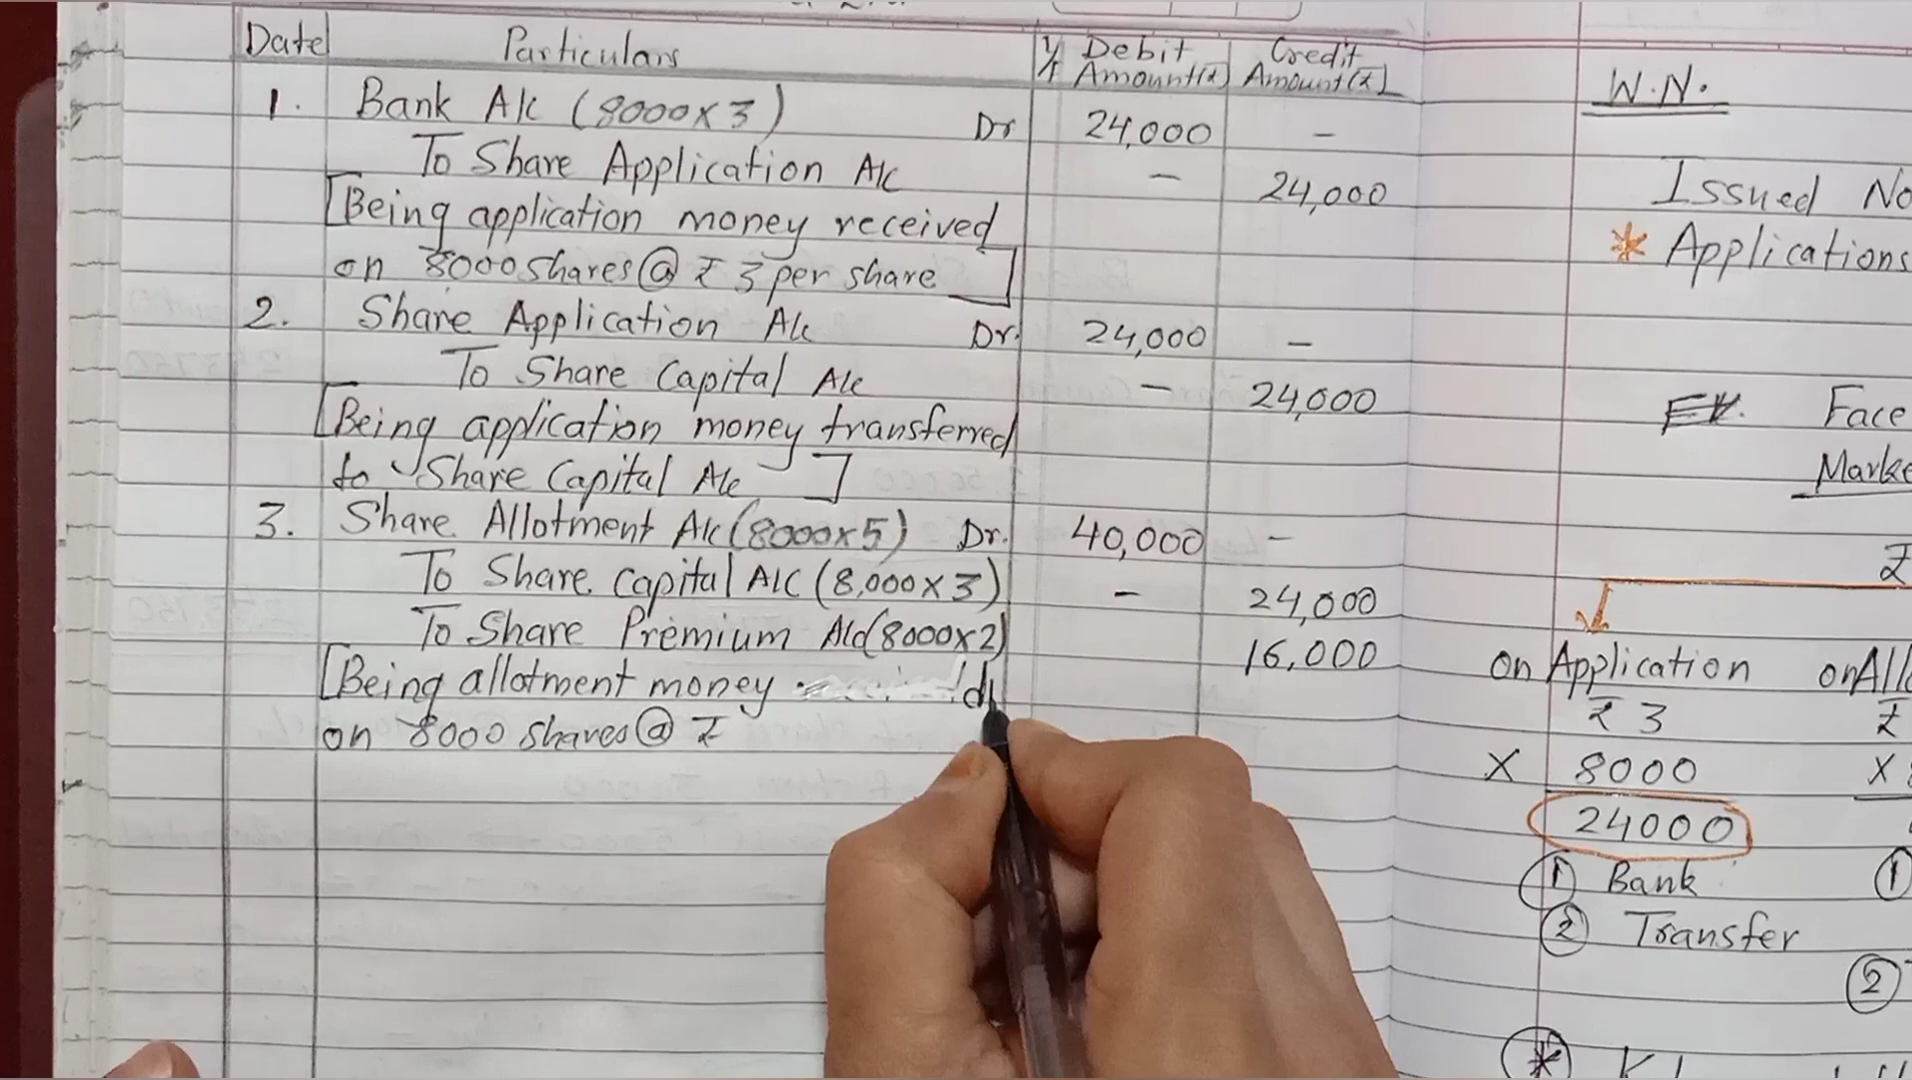 Date Particulars Y/F Debit Amount(₹) Credit Amount(₹)
1. Bank A/c (8000x3) Dr 24,000 -
To Share Application A/c - 24,000
[Being application money received
on 8000 shares @ ₹ 3 per share]
2. Share Application A/c Dr. 24,000 -
To Share Capital A/c - 24,000
[Being application money transferred
to Share Capital A/c]
3. Share Allotment A/c (8000x5) Dr. 40,000 -
To Share Capital A/C (8,000x3) - 24,000
To Share Premium A/c (8000x2) 16,000
[Being allotment money
on 8000 shares @ ₹
W.N.
Issued No
* Applications
Face
Marke
₹
on Application on Allo
₹ 3 ₹
X 8000 X
24000
① Bank ①
② Transfer
②